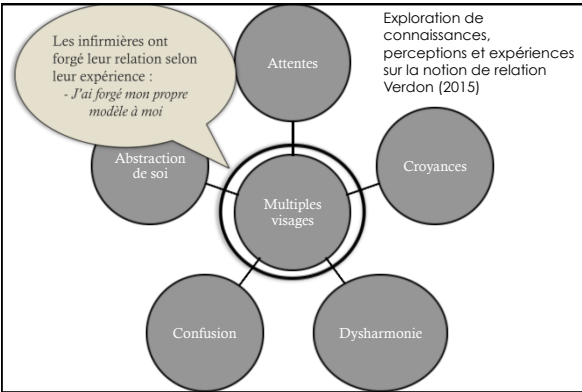 Les infirmières ont
forgé leur relation selon
leur expérience :
- J'ai forgé mon propre
modèle à moi
Exploration de
connaissances,
perceptions et expériences
sur la notion de relation
Verdon (2015)
Attentes
Abstraction
de soi
Croyances
Multiples
visages
Confusion
Dysharmonie